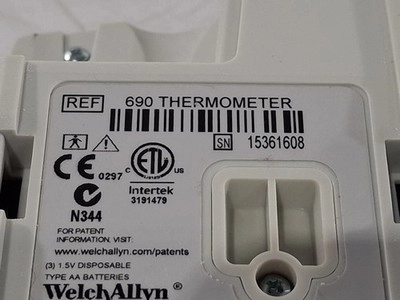 REF 690 THERMOMETER
SN 15361608
CE 0297
C ETL US
Intertek
3191479
N344
FOR PATENT
INFORMATION, VISIT:
www.welchallyn.com/patents
(3) 1.5V DISPOSABLE
TYPE AA BATTERIES
WelchAllyn®